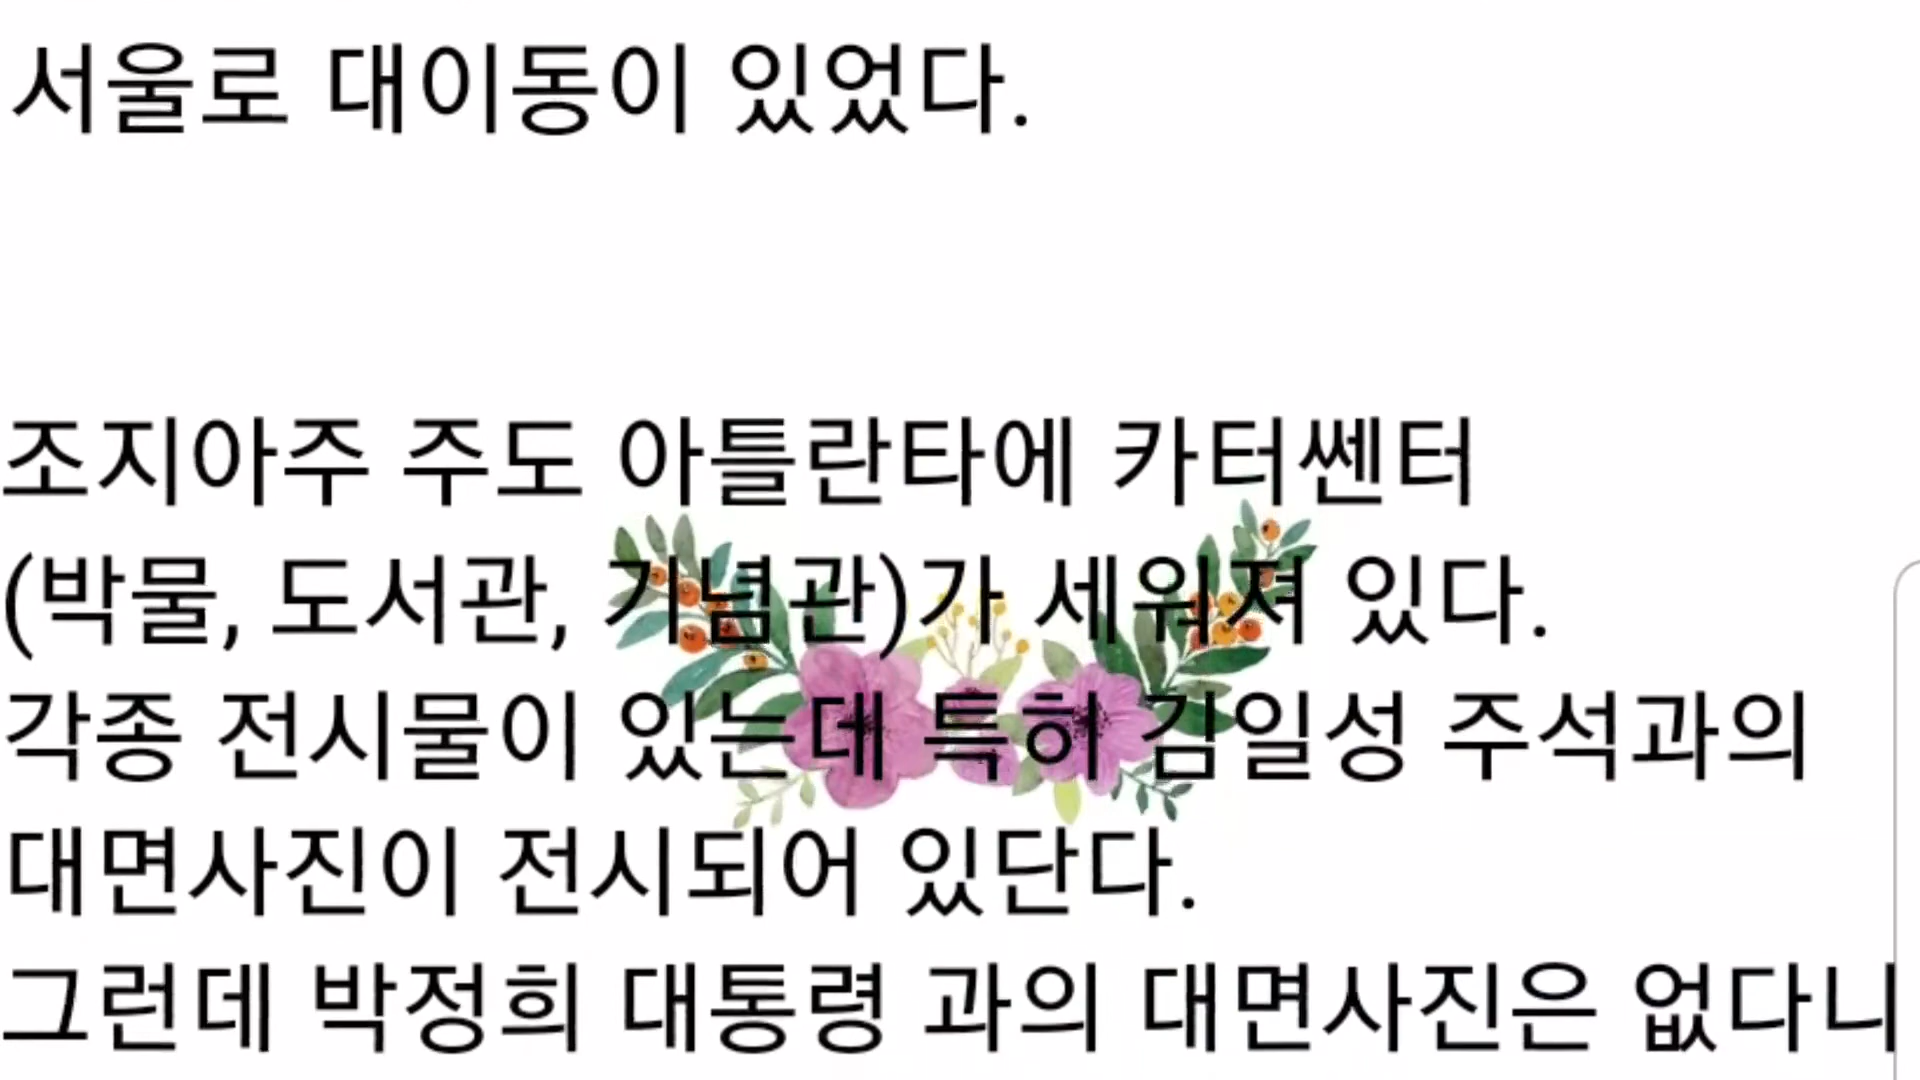 서울로 대이동이 있었다.
조지아주 주도 아틀란타에 카터쎈터
(박물, 도서관, 기념관)가 세워져 있다.
각종 전시물이 있는데 특히 김일성 주석과의
대면사진이 전시되어 있단다.
그런데 박정희 대통령 과의 대면사진은 없다니